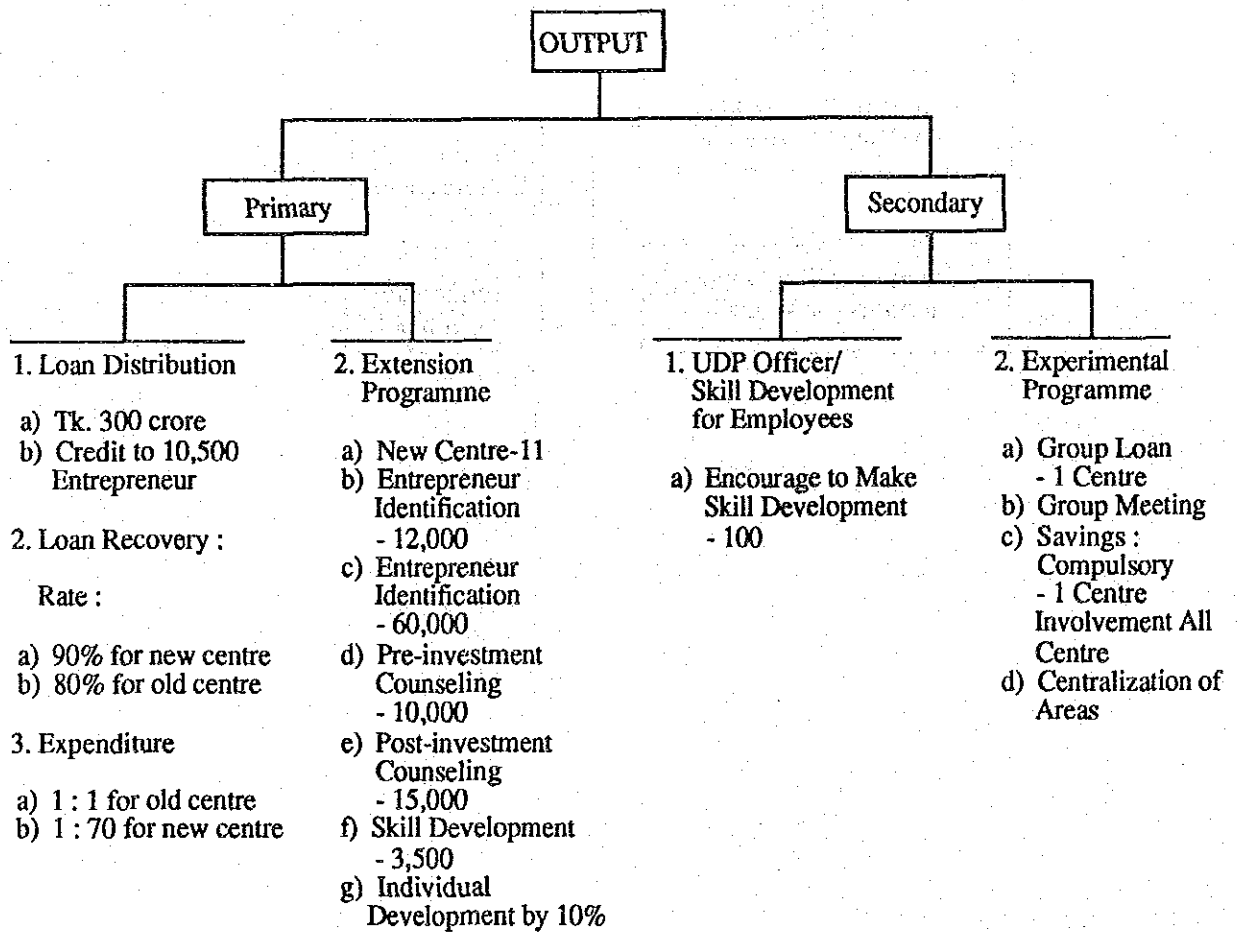 OUTPUT
Primary
Secondary
1. Loan Distribution
a) Tk. 300 crore
b) Credit to 10,500
Entrepreneur
2. Loan Recovery :
Rate :
a) 90% for new centre
b) 80% for old centre
3. Expenditure
a) 1 : 1 for old centre
b) 1 : 70 for new centre
2. Extension
Programme
a) New Centre-11
b) Entrepreneur
Identification
- 12,000
c) Entrepreneur
Identification
- 60,000
d) Pre-investment
Counseling
- 10,000
e) Post-investment
Counseling
- 15,000
f) Skill Development
- 3,500
g) Individual
Development by 10%
1. UDP Officer/
Skill Development
for Employees
a) Encourage to Make
Skill Development
- 100
2. Experimental
Programme
a) Group Loan
- 1 Centre
b) Group Meeting
c) Savings :
Compulsory
- 1 Centre
Involvement All
Centre
d) Centralization of
Areas